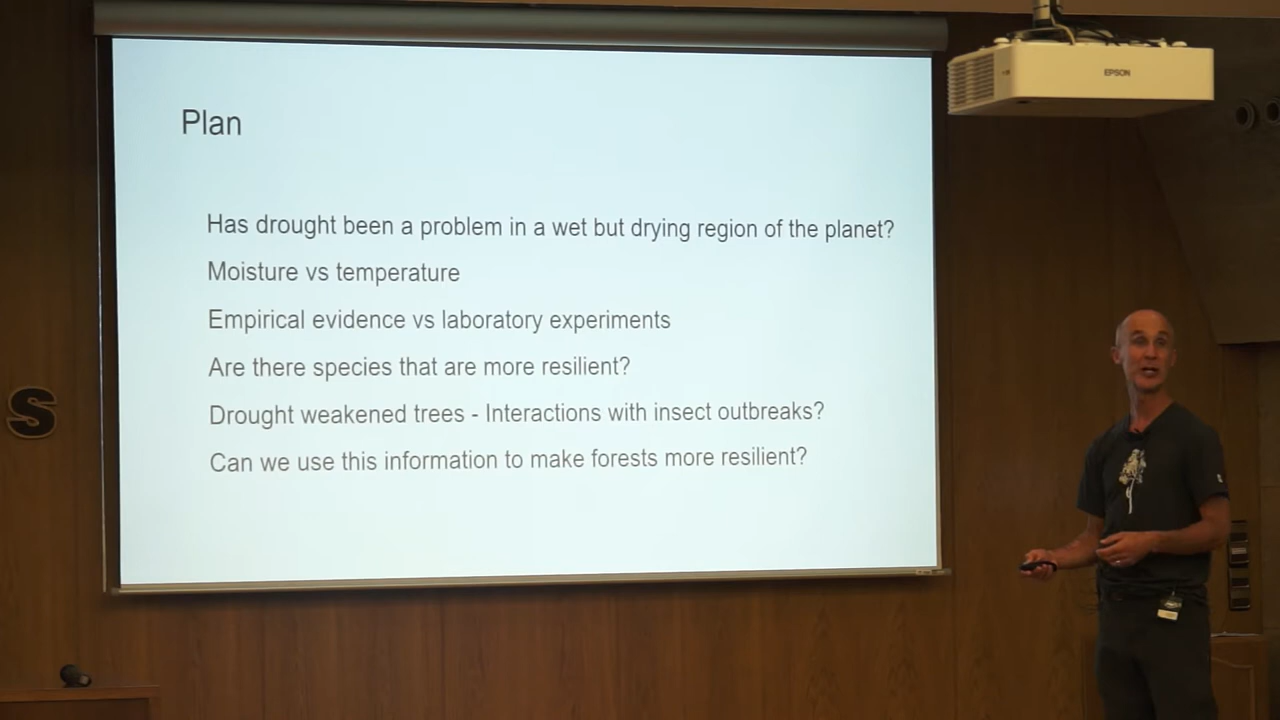 EPSON
Plan
Has drought been a problem in a wet but drying region of the planet?
Moisture vs temperature
Empirical evidence vs laboratory experiments
Are there species that are more resilient?
Drought weakened trees - Interactions with insect outbreaks?
Can we use this information to make forests more resilient?
S